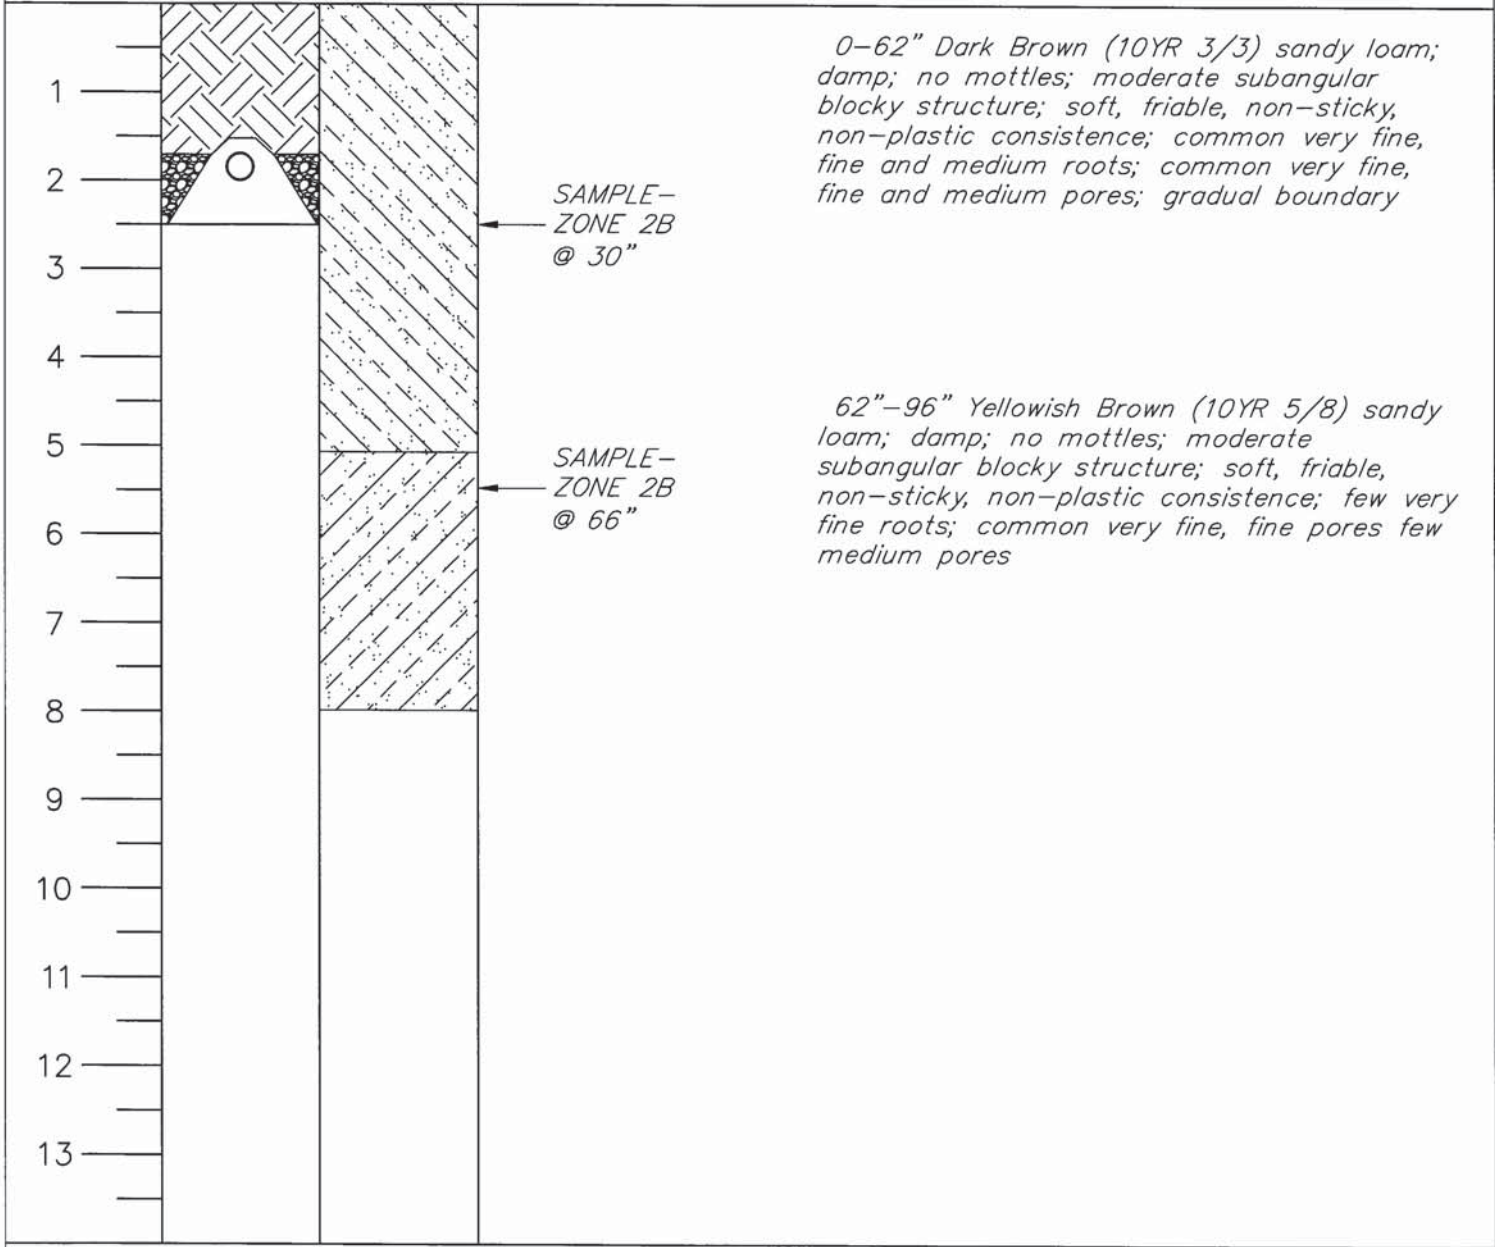 1
2
3
4
5
6
7
8
9
10
11
12
13
SAMPLE-
ZONE 2B
@ 30"
SAMPLE-
ZONE 2B
@ 66"
0-62" Dark Brown (10YR 3/3) sandy loam;
damp; no mottles; moderate subangular
blocky structure; soft, friable, non-sticky,
non-plastic consistence; common very fine,
fine and medium roots; common very fine,
fine and medium pores; gradual boundary
62"-96" Yellowish Brown (10YR 5/8) sandy
loam; damp; no mottles; moderate
subangular blocky structure; soft, friable,
non-sticky, non-plastic consistence; few very
fine roots; common very fine, fine pores few
medium pores